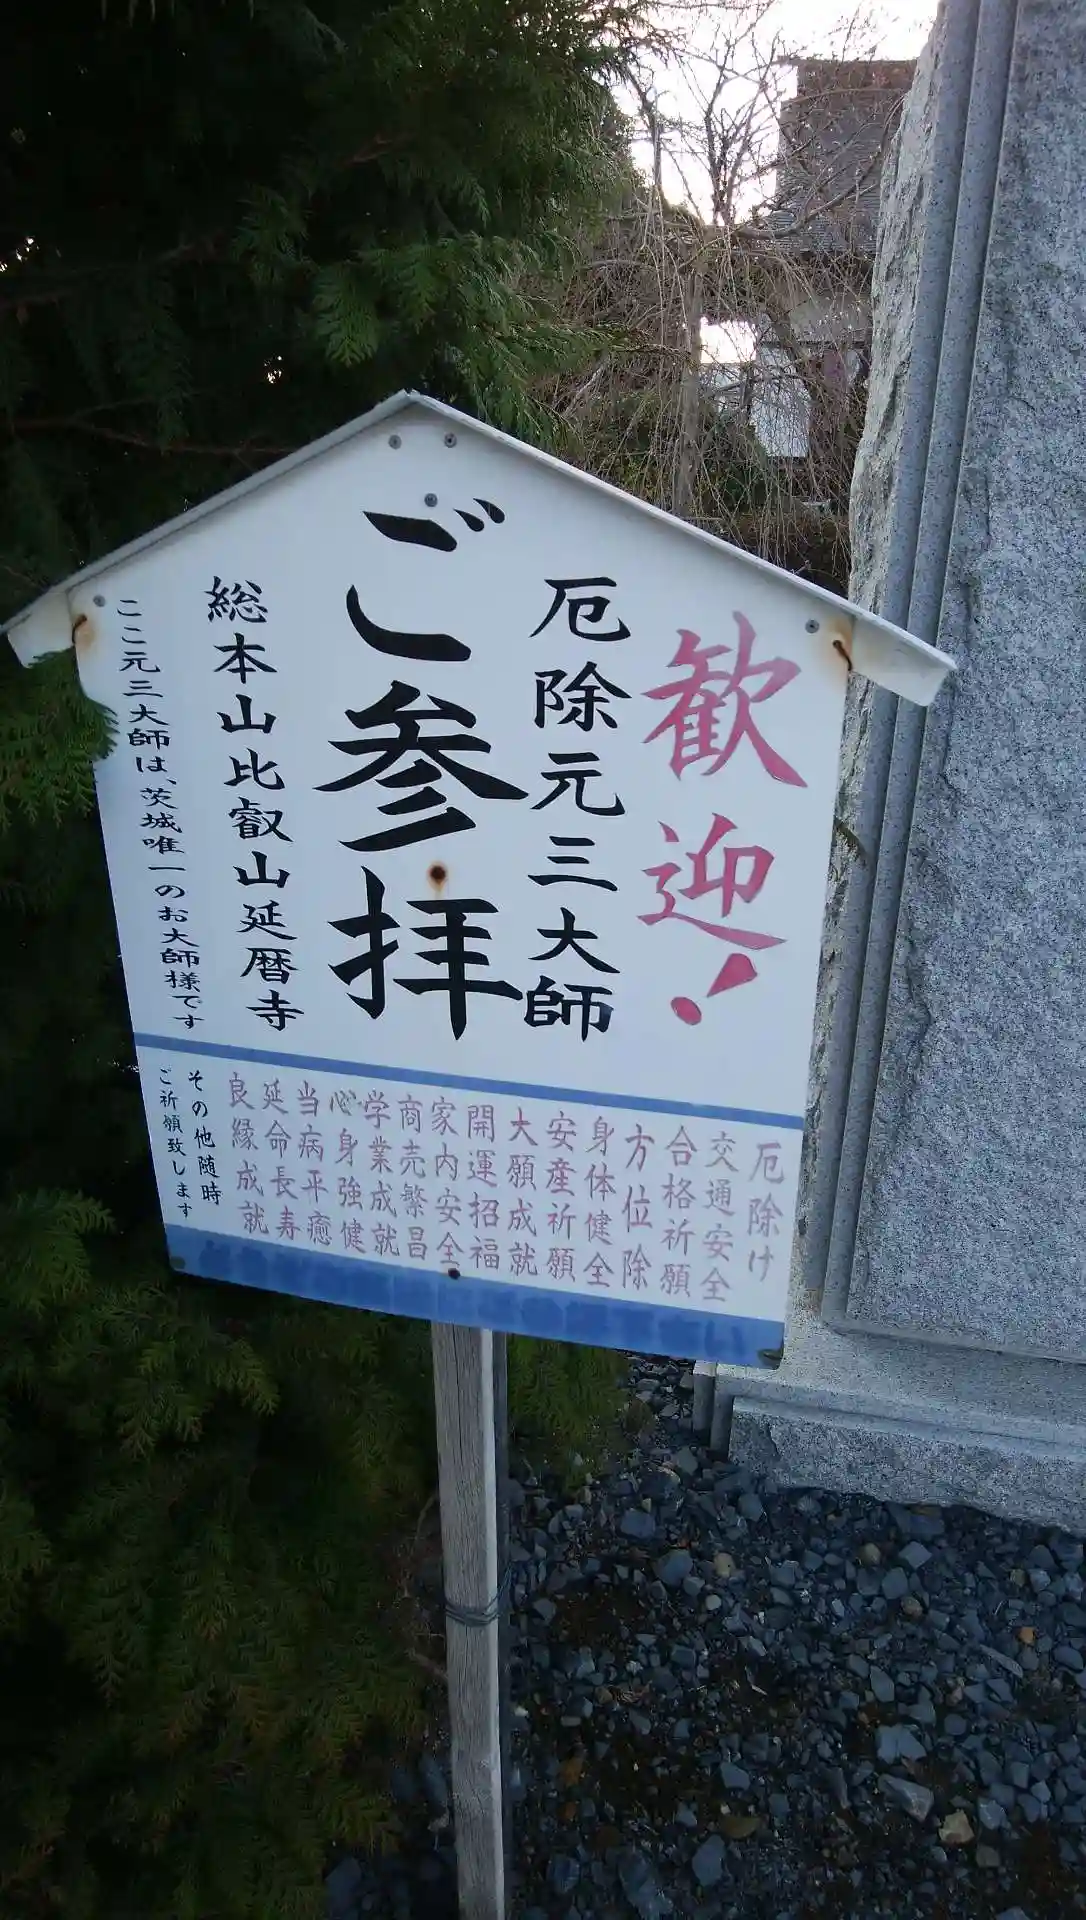 歓迎!
厄除元三大師
ご参拝
総本山比叡山延暦寺
ここ元三大師は、茨城唯一のお大師様です
厄除け
交通安全
合格祈願
方位除
身体健全
安産祈願
大願成就
開運招福
家内安全
商売繁昌
学業成就
心身強健
当病平癒
延命長寿
良縁成就
その他随時
ご祈願致します